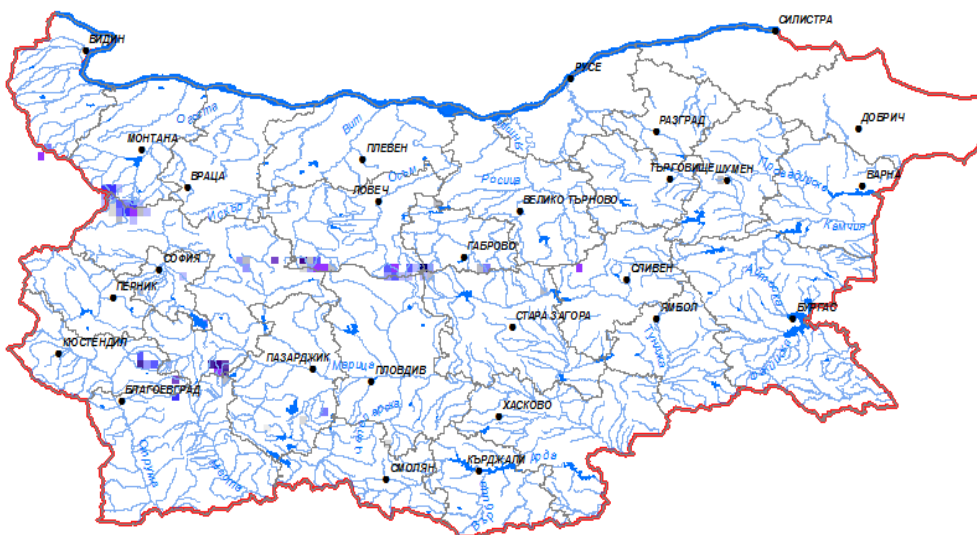 СИЛИСТРА
ВИДИН
РУСЕ
Огоста
Вит
РАЗГРАД
ДОБРИЧ
МОНТАНА
ПЛЕВЕН
ВРАЦА
Осъм
ТЪРГОВИЩЕ
ШУМЕН
ВАРНА
ЛОВЕЧ
Росица
Искър
ВЕЛИКО ТЪРНОВО
Камчия
ГАБРОВО
СОФИЯ
СЛИВЕН
ПЕРНИК
СТАРА ЗАГОРА
ЯМБОЛ
БУРГАС
Тунджа
КЮСТЕНДИЛ
ПАЗАРДЖИК
Марица
ПЛОВДИВ
БЛАГОЕВГРАД
ХАСКОВО
Струма
Места
СМОЛЯН
КЪРДЖАЛИ